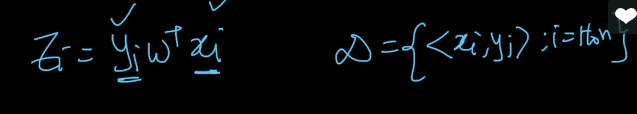 Zᵢ = yᵢ wᵀ xᵢ    D = {<xᵢ, yᵢ> ; i = 1 to n}